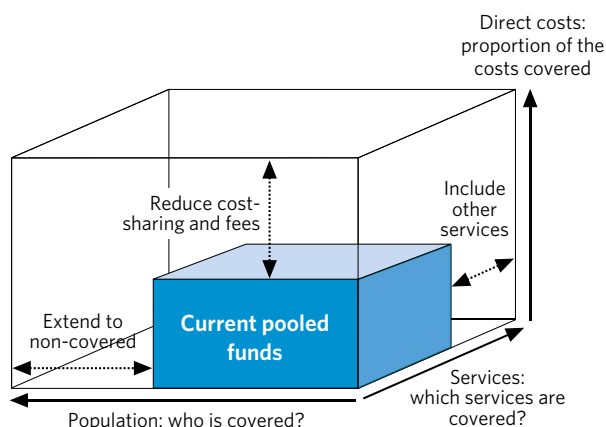 Direct costs:
proportion of the
costs covered
Reduce cost-
sharing and fees
Include
other
services
Extend to
non-covered
Current pooled
funds
Services:
which services are
covered?
Population: who is covered?